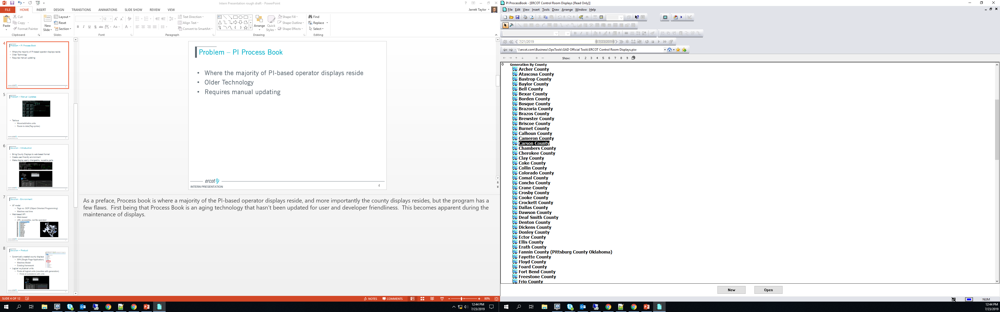 Intern Presentation rough draft - PowerPoint
FILE HOME INSERT DESIGN TRANSITIONS ANIMATIONS SLIDE SHOW REVIEW VIEW
Jarrett Taylor
Paste
Cut
Copy
Format Painter
Clipboard
New
Slide
Layout
Reset
Section
Slides
12
Font
Text Direction
Align Text
Convert to SmartArt
Paragraph
Arrange
Quick
Styles
Shape Fill
Shape Outline
Shape Effects
Drawing
Find
Replace
Select
Editing
4
Problem – PI Process Book
Where the majority of PI-based operator displays reside
Older Technology
Requires manual updating
5
Problem – Manual Updates
Tedious
Move/add/retire units
Route to data(Tag syntax)
6
Solution - Introduction
Bring County Displays to web-based format
Create user-friendly environment
Make display easily changeable, reusable parts
7
Solution - Environment
AF model
Tags vs. OOP (Object Oriented Programming)
Matches real time
Web-based API
Web-based
URL accessible, not file operated
8
Solution – Product
Dynamically created county displays
SPA (Single Page Application)
Matches Model
Existing framework
Logical vs physical units
Finds all logical units (counties with generation)
Finds all substations with units
Problem – PI Process Book
• Where the majority of PI-based operator displays reside
• Older Technology
• Requires manual updating
ercot
INTERN PRESENTATION
4
As a preface, Process book is where a majority of the PI-based operator displays reside, and more importantly the county displays resides, but the program has a
few flaws. First being that Process Book is an aging technology that hasn't been updated for user and developer friendliness. This becomes apparent during the
maintenance of displays.
SLIDE 4 OF 12
NOTES
COMMENTS
80%
12:44 PM
7/23/2019
PI ProcessBook - [ERCOT Control Room Displays [Read Only]]
File Edit View Insert Tools Draw Arrange Window Help
7/21/2019
7/23/2019
\\ercot.com\Business\OpsTools\GAD Official Tools\ERCOT Control Room Displays.piw
Show: 1 2 3 4 5 6 7 8 9
Generation By County
Archer County
Atascosa County
Bastrop County
Baylor County
Bell County
Bexar County
Borden County
Bosque County
Brazoria County
Brazos County
Brewster County
Briscoe County
Burnet County
Calhoun County
Cameron County
Carson County
Chambers County
Cherokee County
Clay County
Coke County
Collin County
Colorado County
Comal County
Concho County
Crane County
Crosby County
Cooke County
Crockett County
Dallas County
Dawson County
Deaf Smith County
Denton County
Dickens County
Donley County
Ector County
Ellis County
Erath County
Fannin County (Pittsburg County Oklahoma)
Fayette County
Floyd County
Foard County
Fort Bend County
Freestone County
Frio County
New
Open
NUM
12:44 PM
7/23/2019